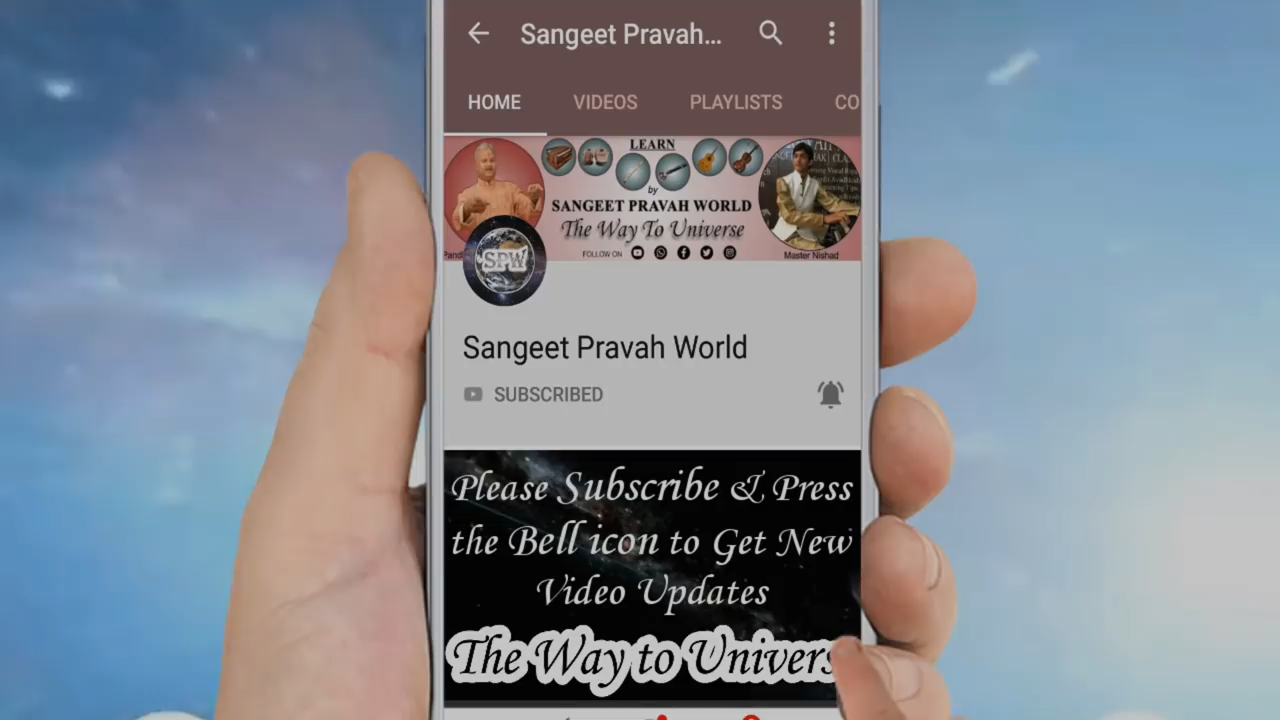 Sangeet Pravah...
HOME VIDEOS PLAYLISTS CO
LEARN
by
SANGEET PRAVAH WORLD
The Way To Universe
FOLLOW ON
Master Nishad
SPW
Sangeet Pravah World
SUBSCRIBED
Please Subscribe & Press
the Bell icon to Get New
Video Updates
The Way to Univers